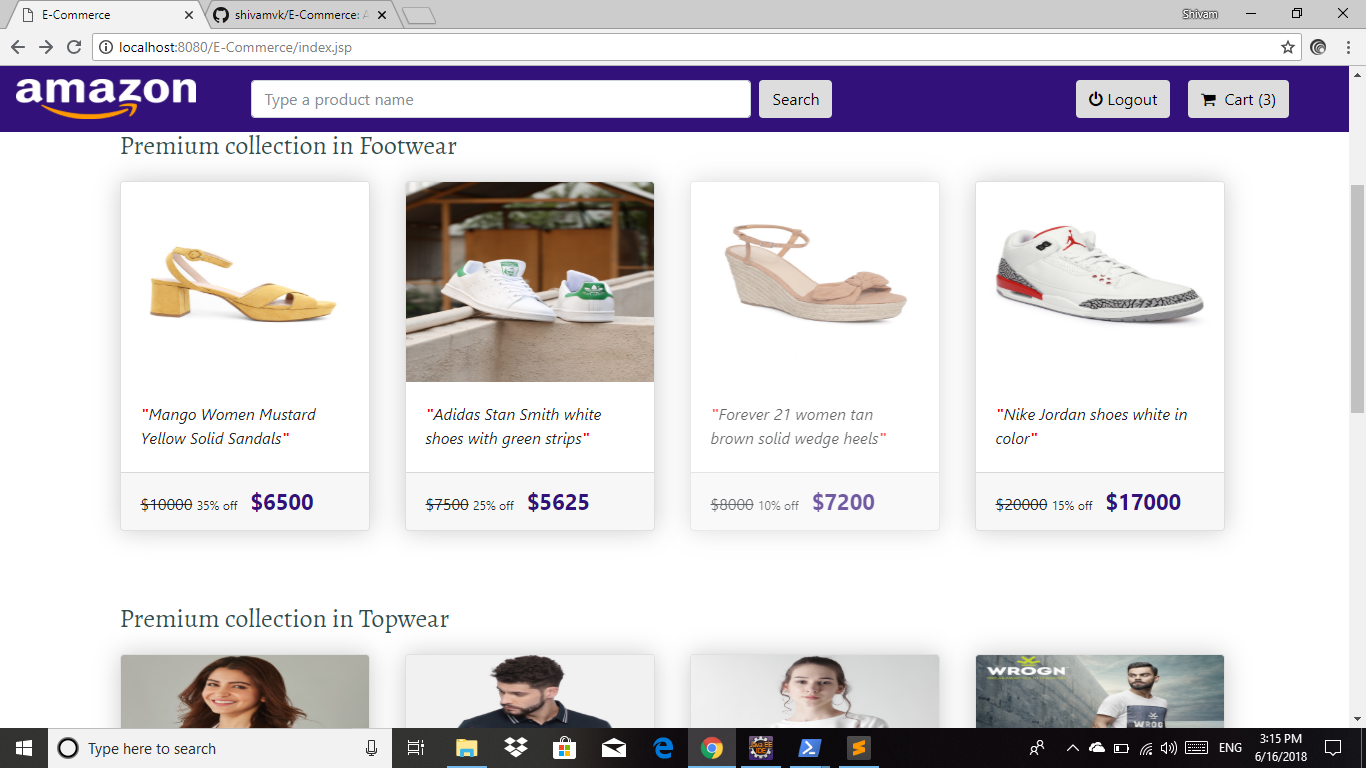 E-Commerce
shivamvk/E-Commerce: A
Shivam
localhost:8080/E-Commerce/index.jsp
amazon
Type a product name
Search
Logout
Cart (3)
Premium collection in Footwear
"Mango Women Mustard
Yellow Solid Sandals"
$10000 35% off $6500
"Adidas Stan Smith white
shoes with green strips"
$7500 25% off $5625
"Forever 21 women tan
brown solid wedge heels"
$8000 10% off $7200
"Nike Jordan shoes white in
color"
$20000 15% off $17000
Premium collection in Topwear
WROGN
Type here to search
ENG
3:15 PM
6/16/2018